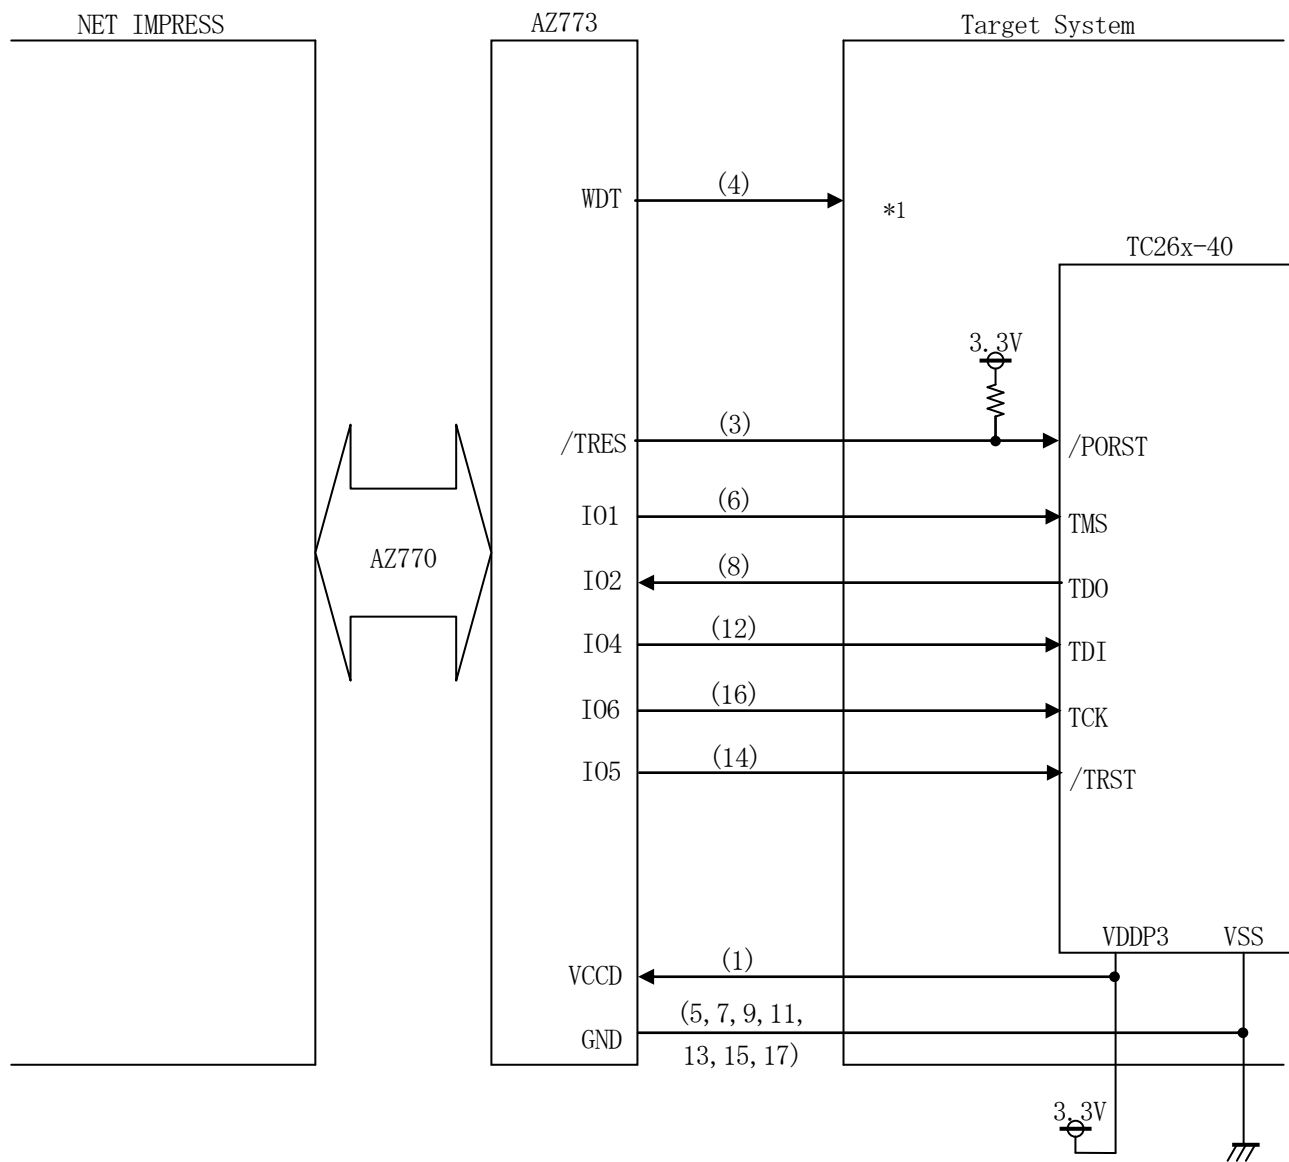 NET IMPRESS
AZ773
Target System
WDT
(4)
*1
TC26x-40
3.3V
/TRES
(3)
/PORST
IO1
(6)
TMS
AZ770
IO2
(8)
TDO
IO4
(12)
TDI
IO6
(16)
TCK
IO5
(14)
/TRST
VDDP3
VSS
VCCD
(1)
GND
(5,7,9,11,
13,15,17)
3.3V